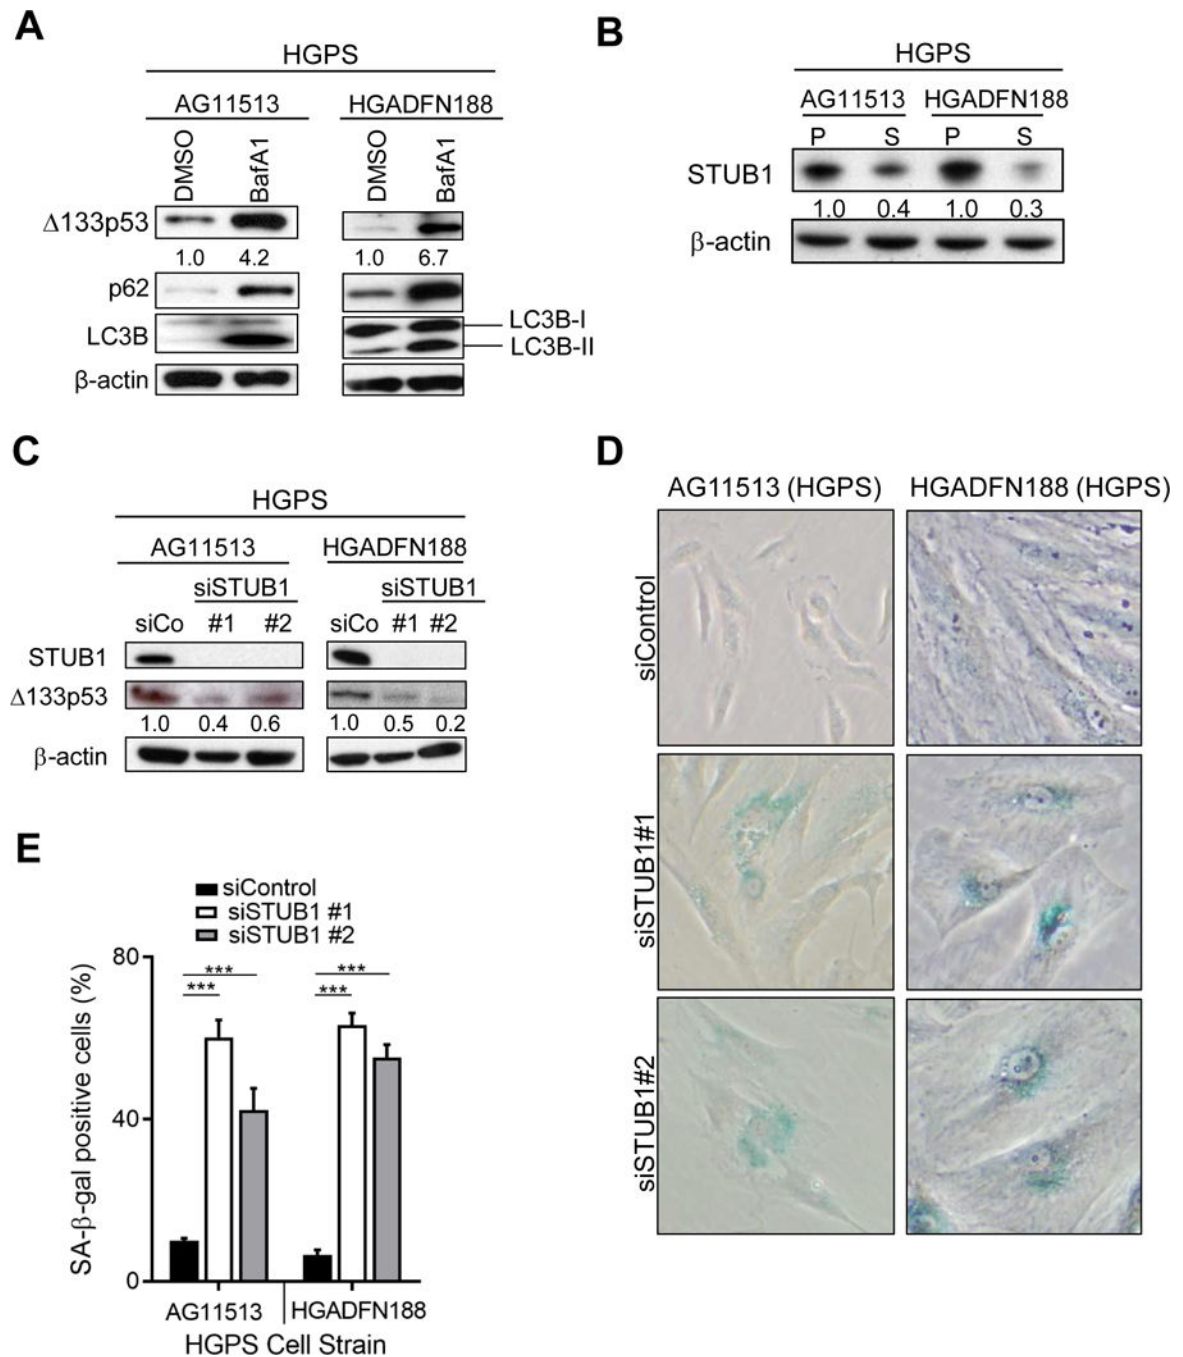 A
HGPS
AG11513 HGADFN188
DMSO BafA1 DMSO BafA1
Δ133p53
1.0 4.2 1.0 6.7
p62
LC3B
LC3B-I
LC3B-II
β-actin
B
HGPS
AG11513 HGADFN188
P S P S
STUB1
1.0 0.4 1.0 0.3
β-actin
C
HGPS
AG11513 HGADFN188
siSTUB1 siSTUB1
siCo #1 #2 siCo #1 #2
STUB1
Δ133p53
1.0 0.4 0.6 1.0 0.5 0.2
β-actin
D
AG11513 (HGPS) HGADFN188 (HGPS)
siControl
siSTUB1#1
siSTUB1#2
E
siControl
siSTUB1 #1
siSTUB1 #2
SA-β-gal positive cells (%)
80
40
0
*** *** *** ***
AG11513 HGADFN188
HGPS Cell Strain